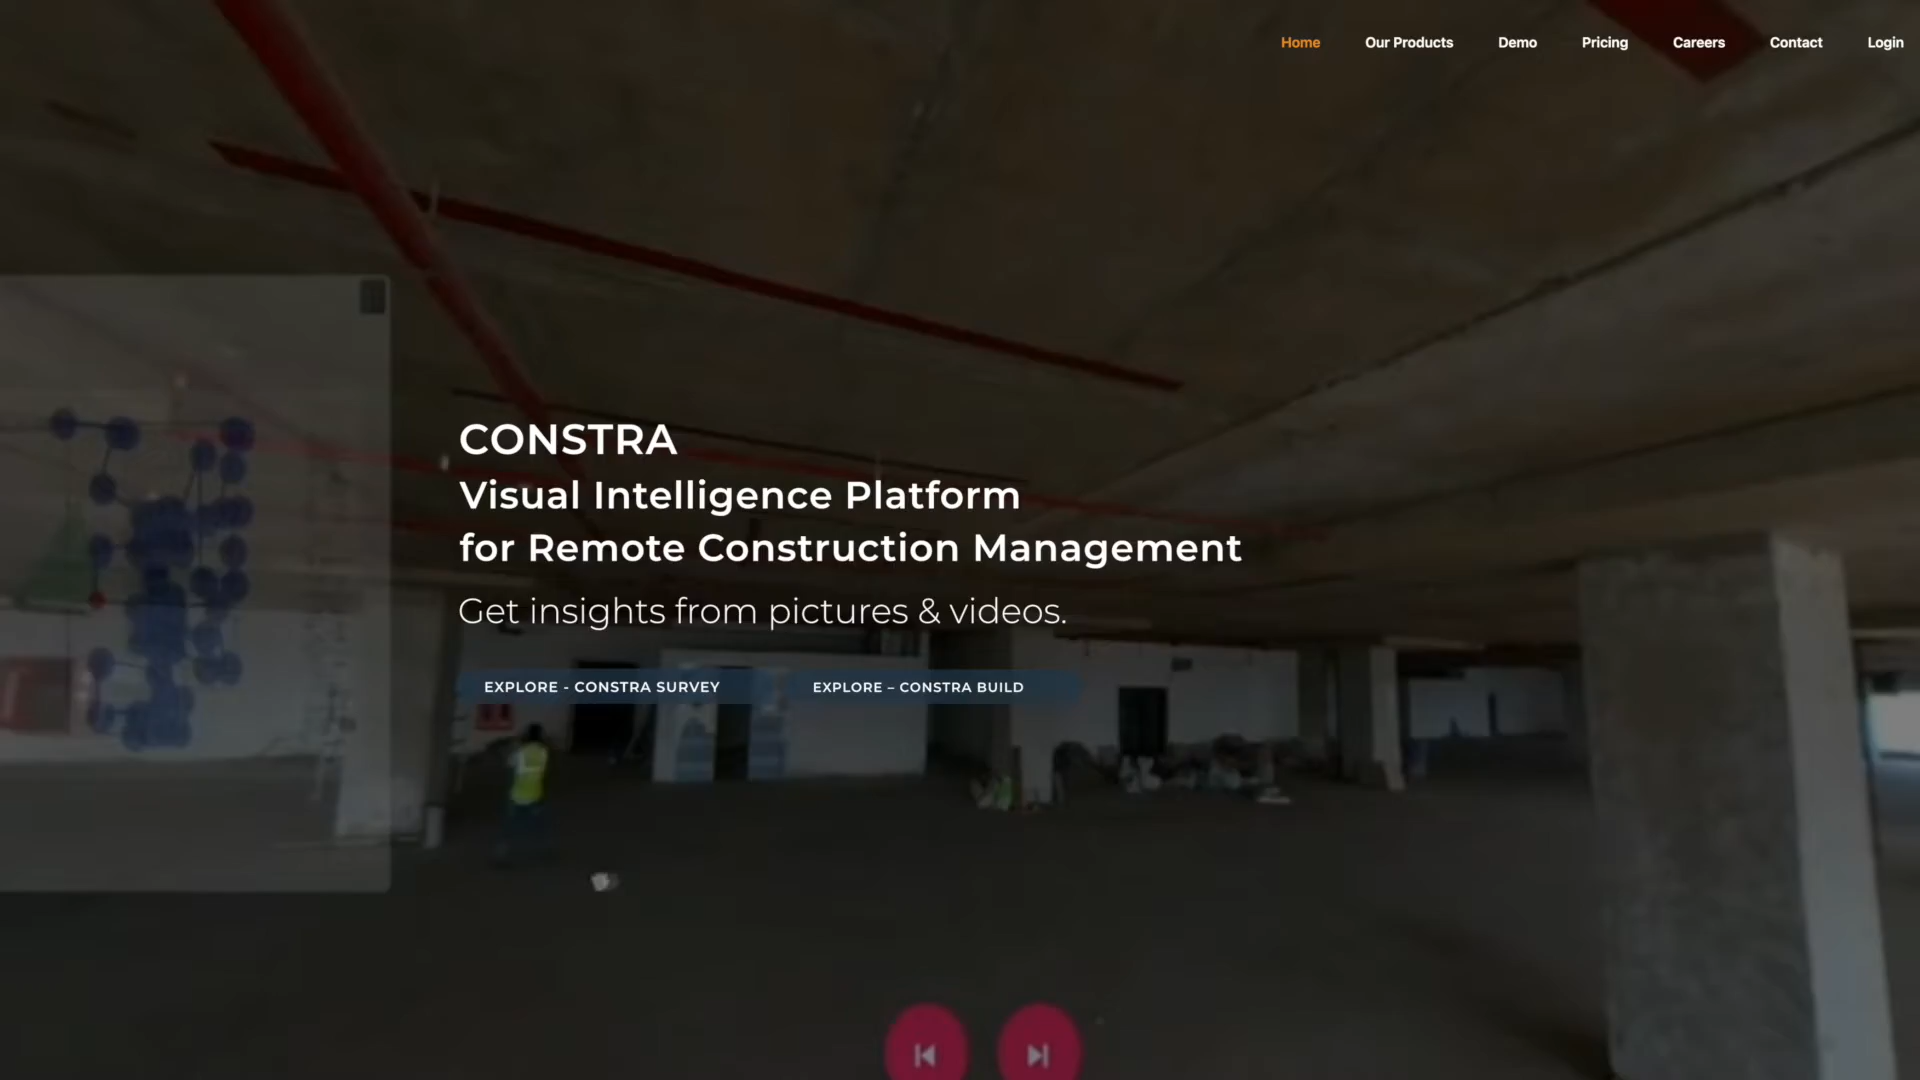 Home
Our Products
Demo
Pricing
Careers
Contact
Login
CONSTRA
Visual Intelligence Platform
for Remote Construction Management
Get insights from pictures & videos.
EXPLORE - CONSTRA SURVEY
EXPLORE – CONSTRA BUILD